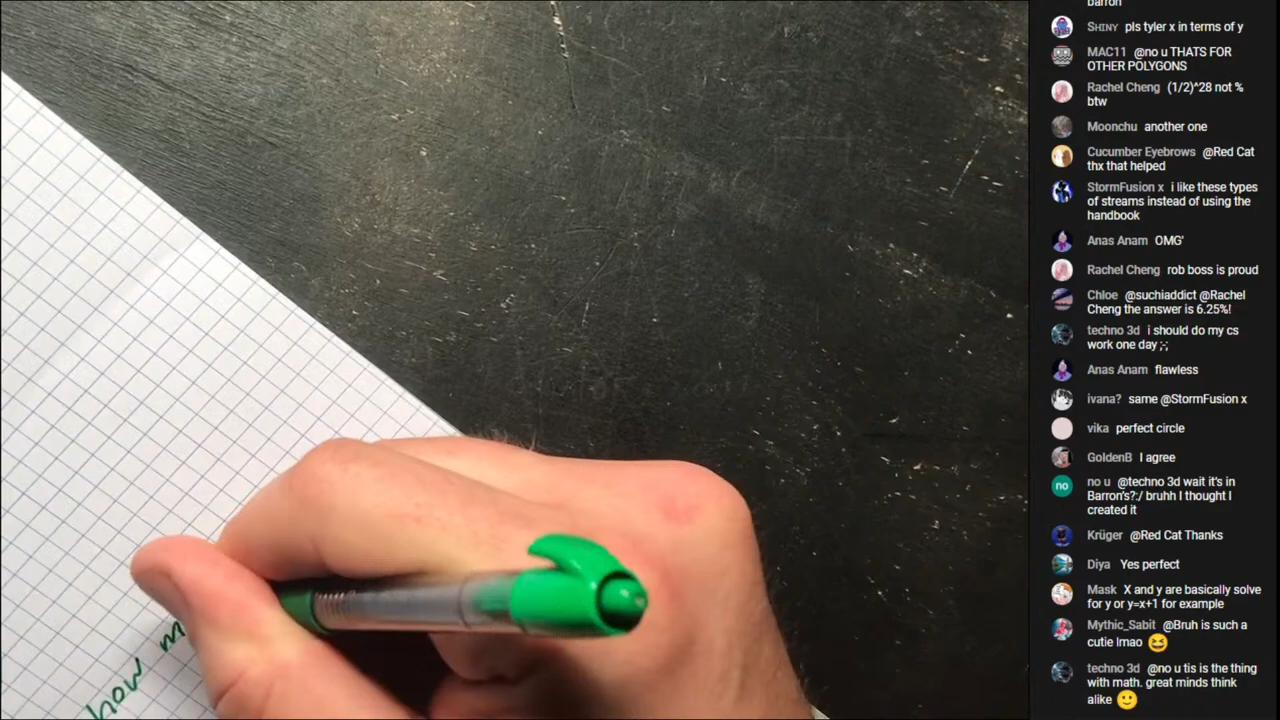 barron
Shiny pls tyler x in terms of y
MAC11 @no u THATS FOR
OTHER POLYGONS
Rachel Cheng (1/2)^28 not %
btw
Moonchu another one
Cucumber Eyebrows @Red Cat
thx that helped
StormFusion x i like these types
of streams instead of using the
handbook
Anas Anam OMG'
Rachel Cheng rob boss is proud
Chloe @suchiaddict @Rachel
Cheng the answer is 6.25%!
techno 3d i should do my cs
work one day ;-;
Anas Anam flawless
ivana? same @StormFusion x
vika perfect circle
GoldenB I agree
no
no u @techno 3d wait it's in
Barron's?:/ bruhh I thought I
created it
Krüger @Red Cat Thanks
Diya Yes perfect
Mask X and y are basically solve
for y or y=x+1 for example
Mythic_Sabit @Bruh is such a
cutie lmao 😆
techno 3d @no u tis is the thing
with math. great minds think
alike 🙂
how m